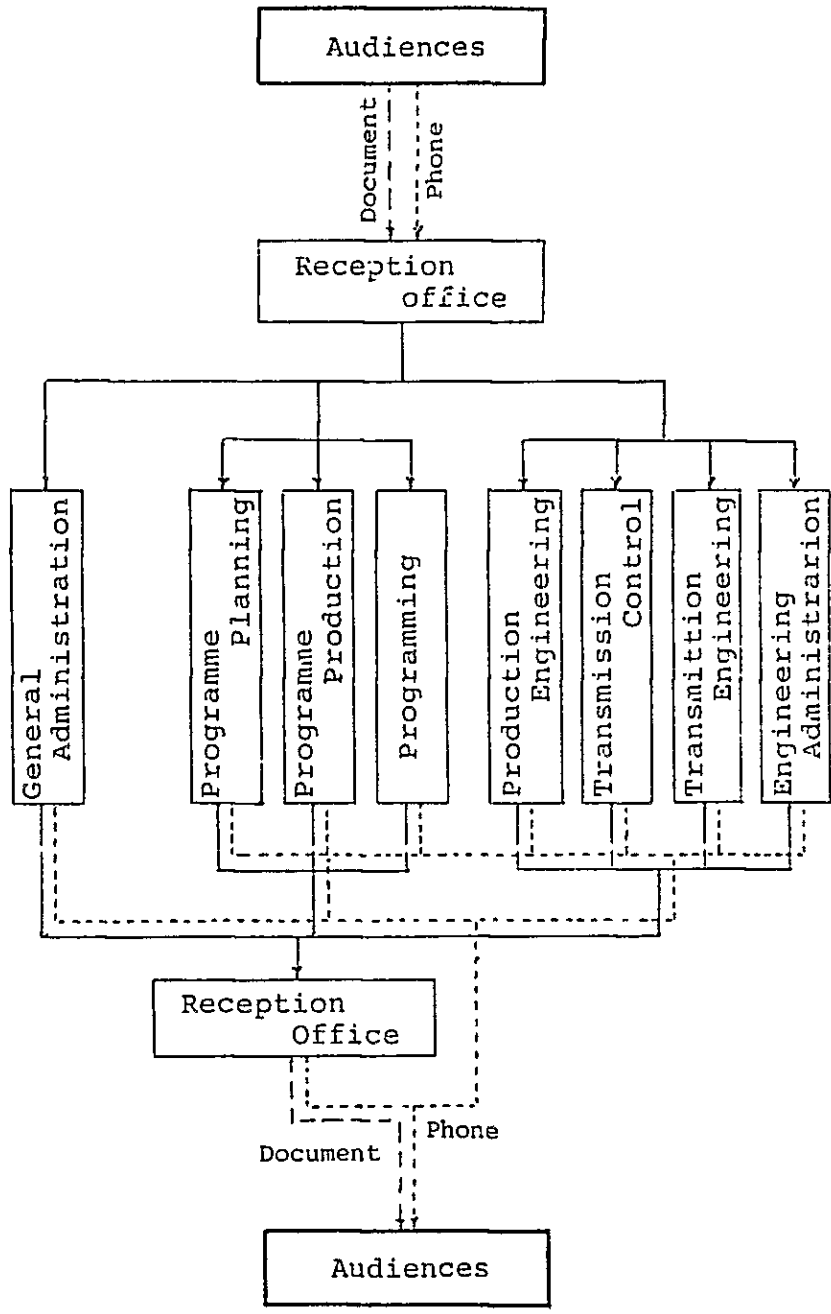 Audiences
Document
Phone
Reception
office
General
Administration
Programme
Planning
Programme
Production
Programming
Production
Engineering
Transmission
Control
Transmittion
Engineering
Engineering
Administrarion
Reception
Office
Document
Phone
Audiences